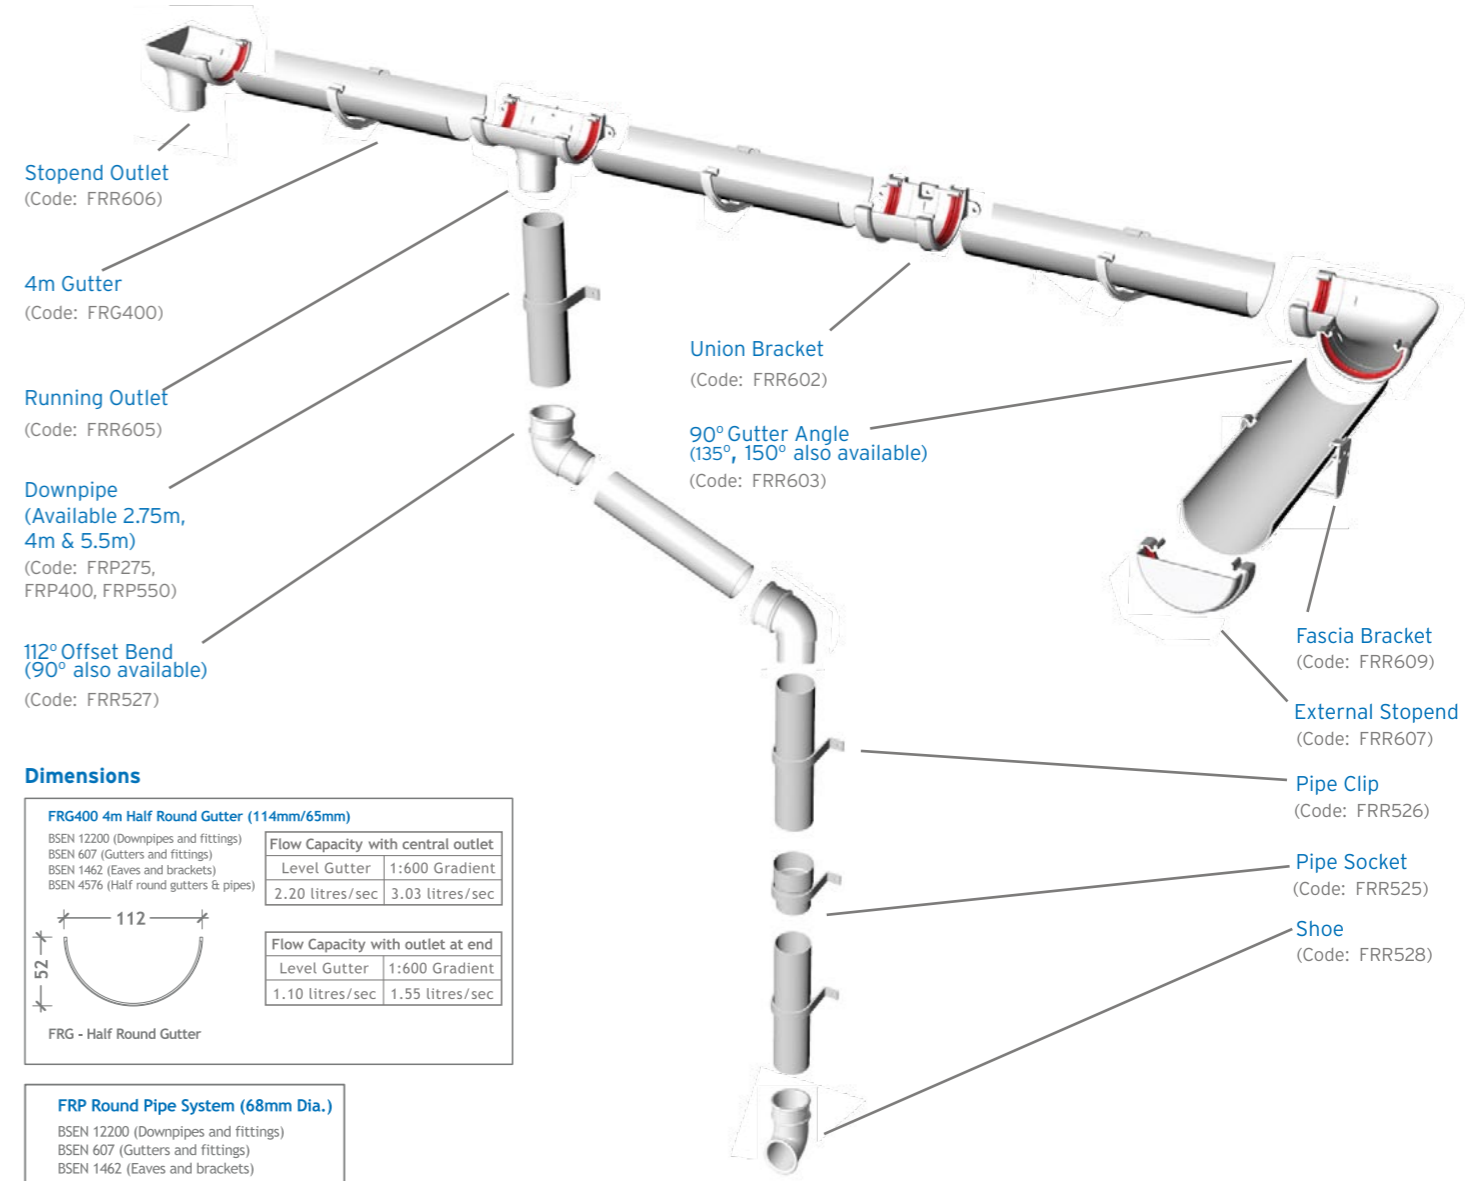 Stopend Outlet
(Code: FRR606)
4m Gutter
(Code: FRG400)
Running Outlet
(Code: FRR605)
Downpipe
(Available 2.75m,
4m & 5.5m)
(Code: FRP275,
FRP400, FRP550)
112º Offset Bend
(90º also available)
(Code: FRR527)
Union Bracket
(Code: FRR602)
90º Gutter Angle
(135º, 150º also available)
(Code: FRR603)
Fascia Bracket
(Code: FRR609)
External Stopend
(Code: FRR607)
Pipe Clip
(Code: FRR526)
Pipe Socket
(Code: FRR525)
Shoe
(Code: FRR528)
Dimensions
FRG400 4m Half Round Gutter (114mm/65mm)
BSEN 12200 (Downpipes and fittings)
BSEN 607 (Gutters and fittings)
BSEN 1462 (Eaves and brackets)
BSEN 4576 (Half round gutters & pipes)
Flow Capacity with central outlet
Level Gutter 1:600 Gradient
2.20 litres/sec 3.03 litres/sec
112
52
Flow Capacity with outlet at end
Level Gutter 1:600 Gradient
1.10 litres/sec 1.55 litres/sec
FRG - Half Round Gutter
FRP Round Pipe System (68mm Dia.)
BSEN 12200 (Downpipes and fittings)
BSEN 607 (Gutters and fittings)
BSEN 1462 (Eaves and brackets)